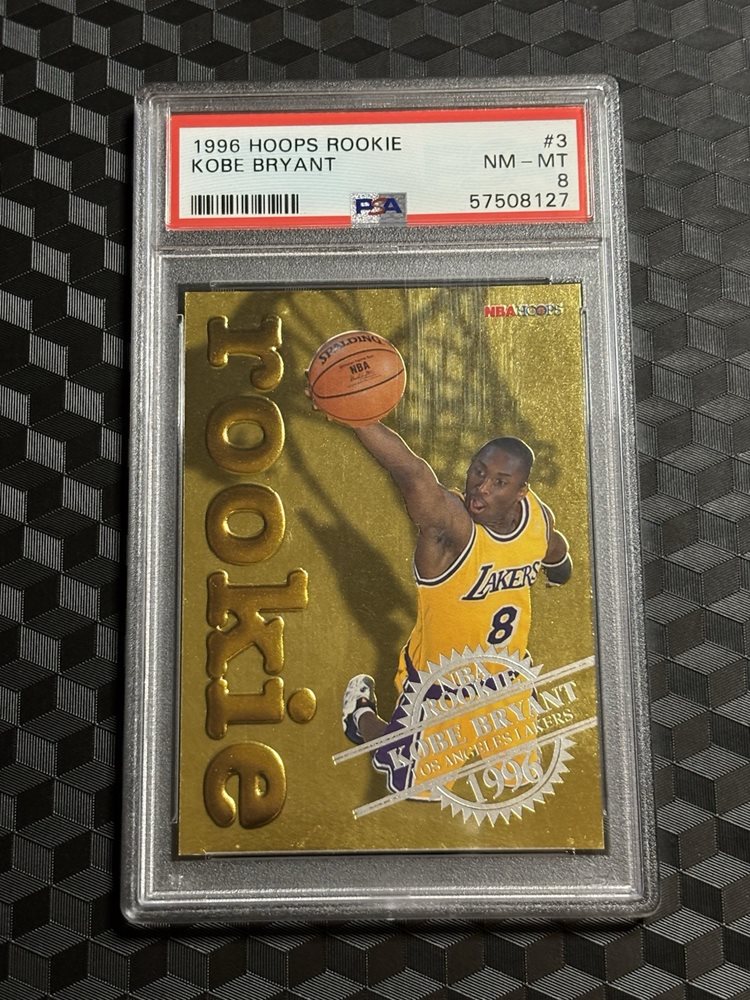 1996 HOOPS ROOKIE #3
KOBE BRYANT NM - MT
8
PSA 57508127
NBA HOOPS
rookie
SPALDING
NBA
LAKERS
8
NBA
ROOKIE
KOBE BRYANT
LOS ANGELES LAKERS
1996